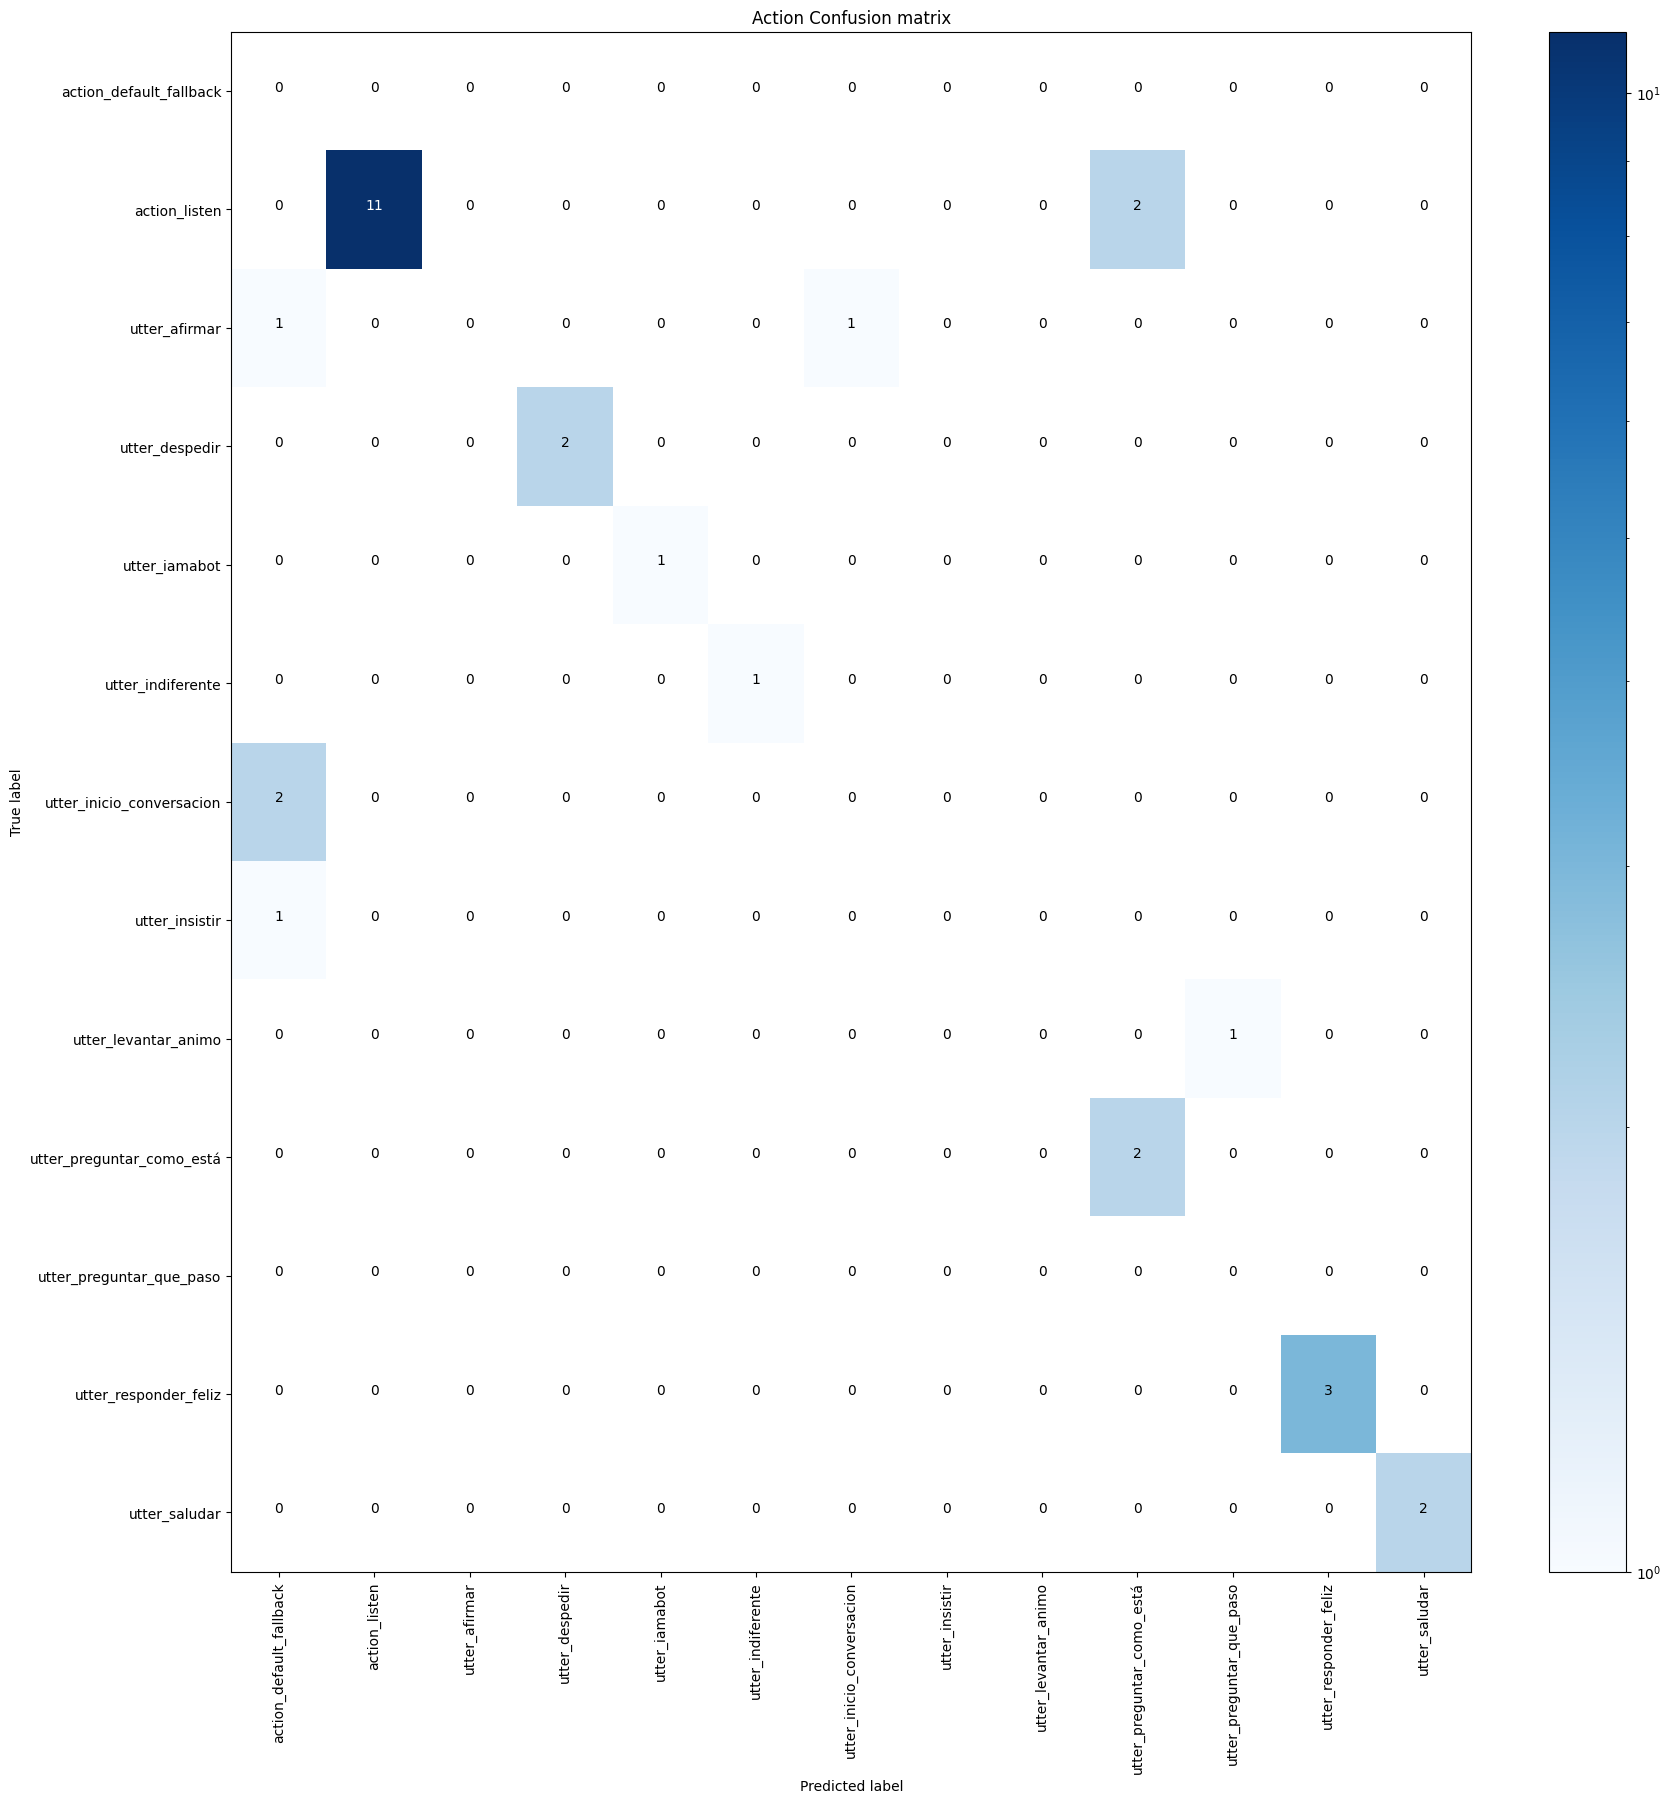 Action Confusion matrix
action_default_fallback 0 0 0 0 0 0 0 0 0 0 0 0 0
action_listen 0 11 0 0 0 0 0 0 0 2 0 0 0
utter_afirmar 1 0 0 0 0 0 1 0 0 0 0 0 0
utter_despedir 0 0 0 2 0 0 0 0 0 0 0 0 0
utter_iamabot 0 0 0 0 1 0 0 0 0 0 0 0 0
utter_indiferente 0 0 0 0 0 1 0 0 0 0 0 0 0
utter_inicio_conversacion 2 0 0 0 0 0 0 0 0 0 0 0 0
utter_insistir 1 0 0 0 0 0 0 0 0 0 0 0 0
utter_levantar_animo 0 0 0 0 0 0 0 0 0 0 1 0 0
utter_preguntar_como_está 0 0 0 0 0 0 0 0 0 2 0 0 0
utter_preguntar_que_paso 0 0 0 0 0 0 0 0 0 0 0 0 0
utter_responder_feliz 0 0 0 0 0 0 0 0 0 0 0 3 0
utter_saludar 0 0 0 0 0 0 0 0 0 0 0 0 2
True label
action_default_fallback
action_listen
utter_afirmar
utter_despedir
utter_iamabot
utter_indiferente
utter_inicio_conversacion
utter_insistir
utter_levantar_animo
utter_preguntar_como_está
utter_preguntar_que_paso
utter_responder_feliz
utter_saludar
Predicted label
10¹
10⁰